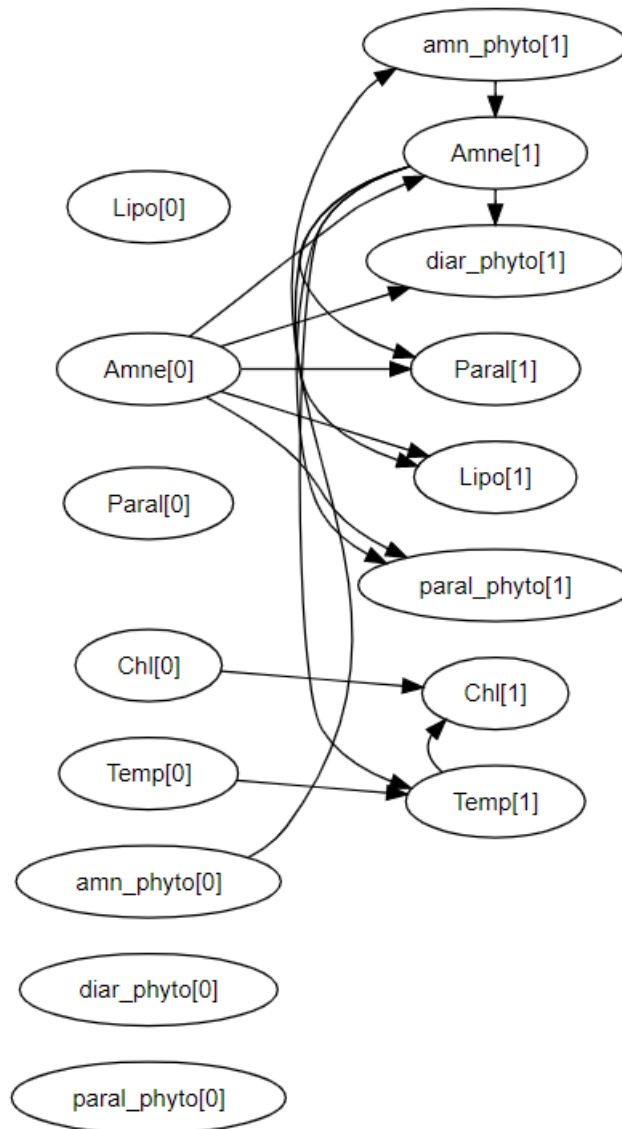 amn_phyto[1]
Amne[1]
Lipo[0]
diar_phyto[1]
Amne[0]
Paral[1]
Lipo[1]
Paral[0]
paral_phyto[1]
Chl[0]
Chl[1]
Temp[0]
Temp[1]
amn_phyto[0]
diar_phyto[0]
paral_phyto[0]